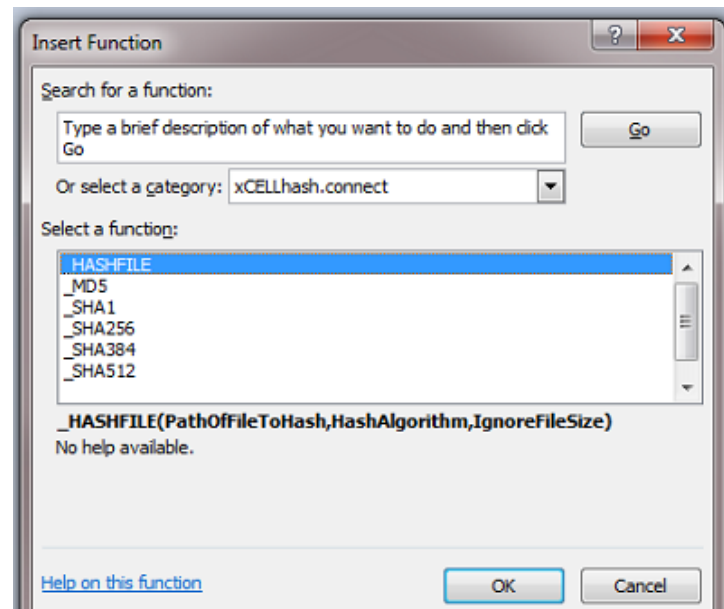 Insert Function
Search for a function:
Type a brief description of what you want to do and then click
Go
Go
Or select a category: xCELLhash.connect
Select a function:
_HASHFILE
_MD5
_SHA1
_SHA256
_SHA384
_SHA512
_HASHFILE(PathOfFileToHash,HashAlgorithm,IgnoreFileSize)
No help available.
Help on this function
OK
Cancel